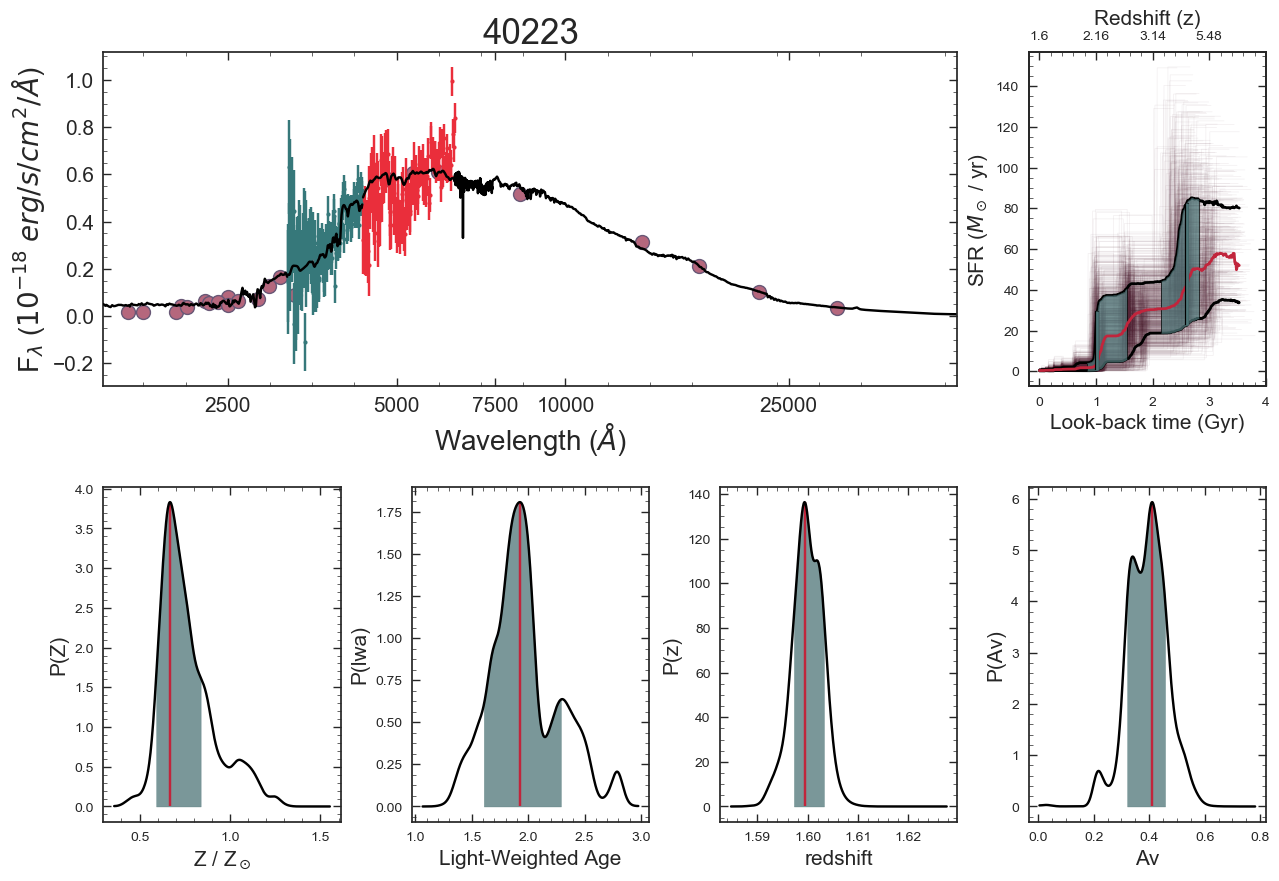 40223
F_λ (10^−18 erg/s/cm^2/Å)
1.0
0.8
0.6
0.4
0.2
0.0
−0.2
2500 5000 7500 10000 25000
Wavelength (Å)
Redshift (z)
1.6 2.16 3.14 5.48
SFR (M_⊙ / yr)
140
120
100
80
60
40
20
0
0 1 2 3 4
Look-back time (Gyr)
P(Z)
4.0
3.5
3.0
2.5
2.0
1.5
1.0
0.5
0.0
0.5 1.0 1.5
Z / Z_⊙
P(lwa)
1.75
1.50
1.25
1.00
0.75
0.50
0.25
0.00
1.0 1.5 2.0 2.5 3.0
Light-Weighted Age
P(z)
140
120
100
80
60
40
20
0
1.59 1.60 1.61 1.62
redshift
P(Av)
6
5
4
3
2
1
0
0.0 0.2 0.4 0.6 0.8
Av